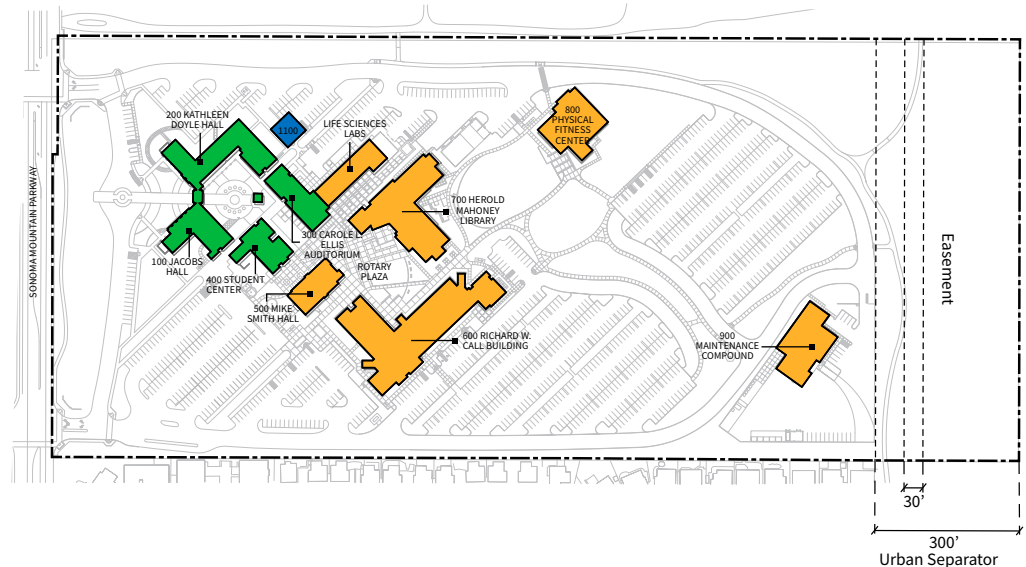 200 KATHLEEN
DOYLE HALL
1100
LIFE SCIENCES
LABS
800
PHYSICAL
FITNESS
CENTER
SONOMA MOUNTAIN PARKWAY
700 HEROLD
MAHONEY
LIBRARY
300 CAROLE L.
ELLIS
AUDITORIUM
100 JACOBS
HALL
ROTARY
PLAZA
400 STUDENT
CENTER
500 MIKE
SMITH HALL
600 RICHARD W.
CALL BUILDING
900
MAINTENANCE
COMPOUND
Easement
30’
300’
Urban Separator